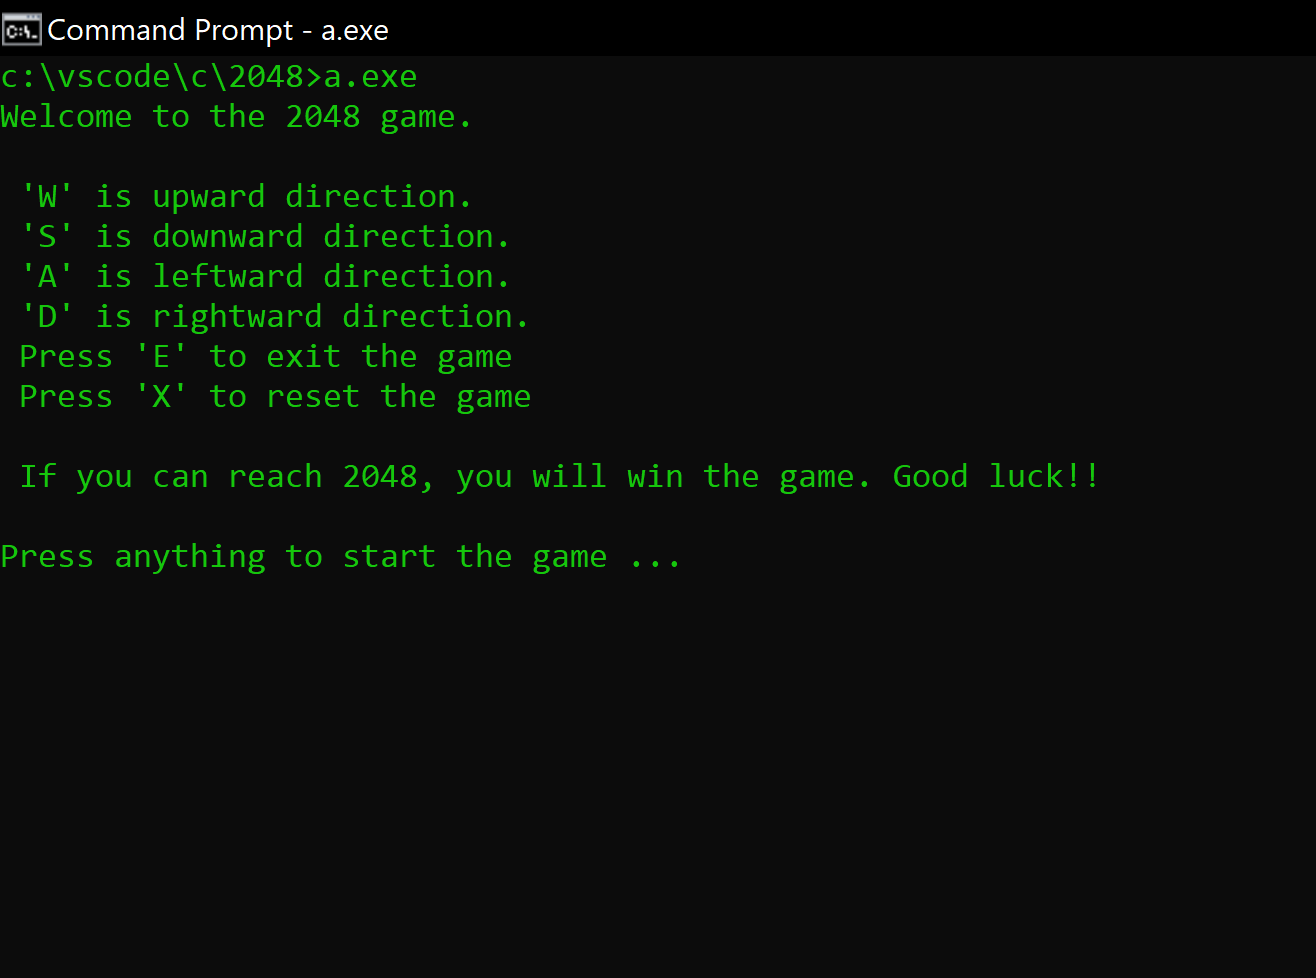 C:\.
Command Prompt - a.exe
c:\vscode\c\2048>a.exe
Welcome to the 2048 game.
'W' is upward direction.
'S' is downward direction.
'A' is leftward direction.
'D' is rightward direction.
Press 'E' to exit the game
Press 'X' to reset the game
If you can reach 2048, you will win the game. Good luck!!
Press anything to start the game ...